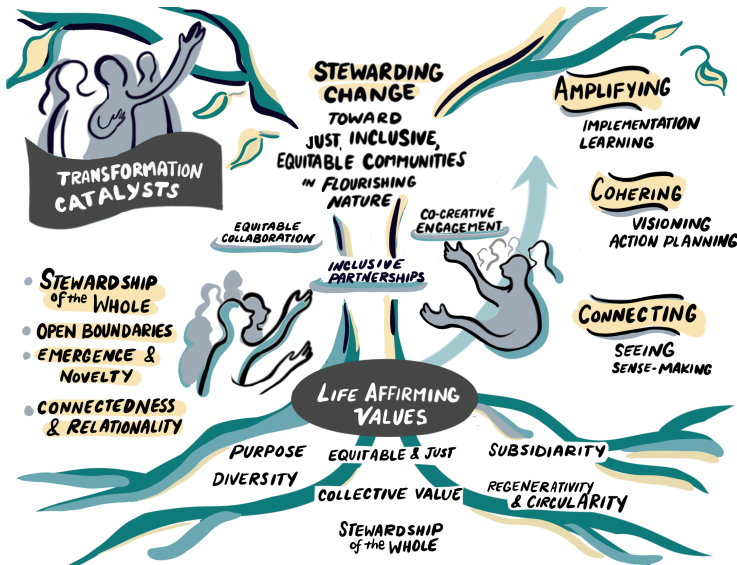 TRANSFORMATION
CATALYSTS
STEWARDING
CHANGE
TOWARD
JUST, INCLUSIVE,
EQUITABLE COMMUNITIES
IN FLOURISHING
NATURE
AMPLIFYING
IMPLEMENTATION
LEARNING
COHERING
VISIONING
ACTION PLANNING
CONNECTING
SEEING
SENSE-MAKING
EQUITABLE
COLLABORATION
CO-CREATIVE
ENGAGEMENT
INCLUSIVE
PARTNERSHIPS
STEWARDSHIP
of the WHOLE
OPEN BOUNDARIES
EMERGENCE &
NOVELTY
CONNECTEDNESS
& RELATIONALITY
LIFE AFFIRMING
VALUES
PURPOSE
DIVERSITY
EQUITABLE & JUST
COLLECTIVE VALUE
STEWARDSHIP
of the WHOLE
SUBSIDIARITY
REGENERATIVITY
& CIRCULARITY